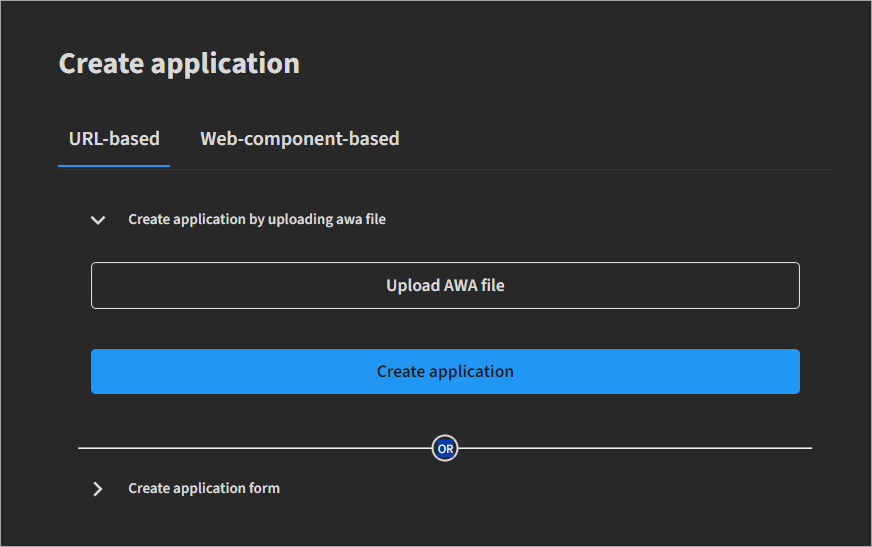 Create application
URL-based Web-component-based
Create application by uploading awa file
Upload AWA file
Create application
OR
Create application form